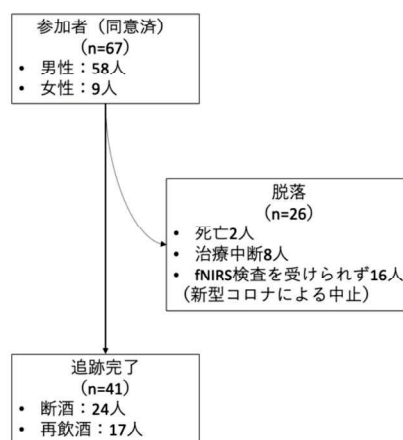 参加者（同意済）
(n=67)
• 男性：58人
• 女性：9人
脱落
(n=26)
• 死亡2人
• 治療中断8人
• fNIRS検査を受けられず16人
（新型コロナによる中止）
追跡完了
(n=41)
• 断酒：24人
• 再飲酒：17人